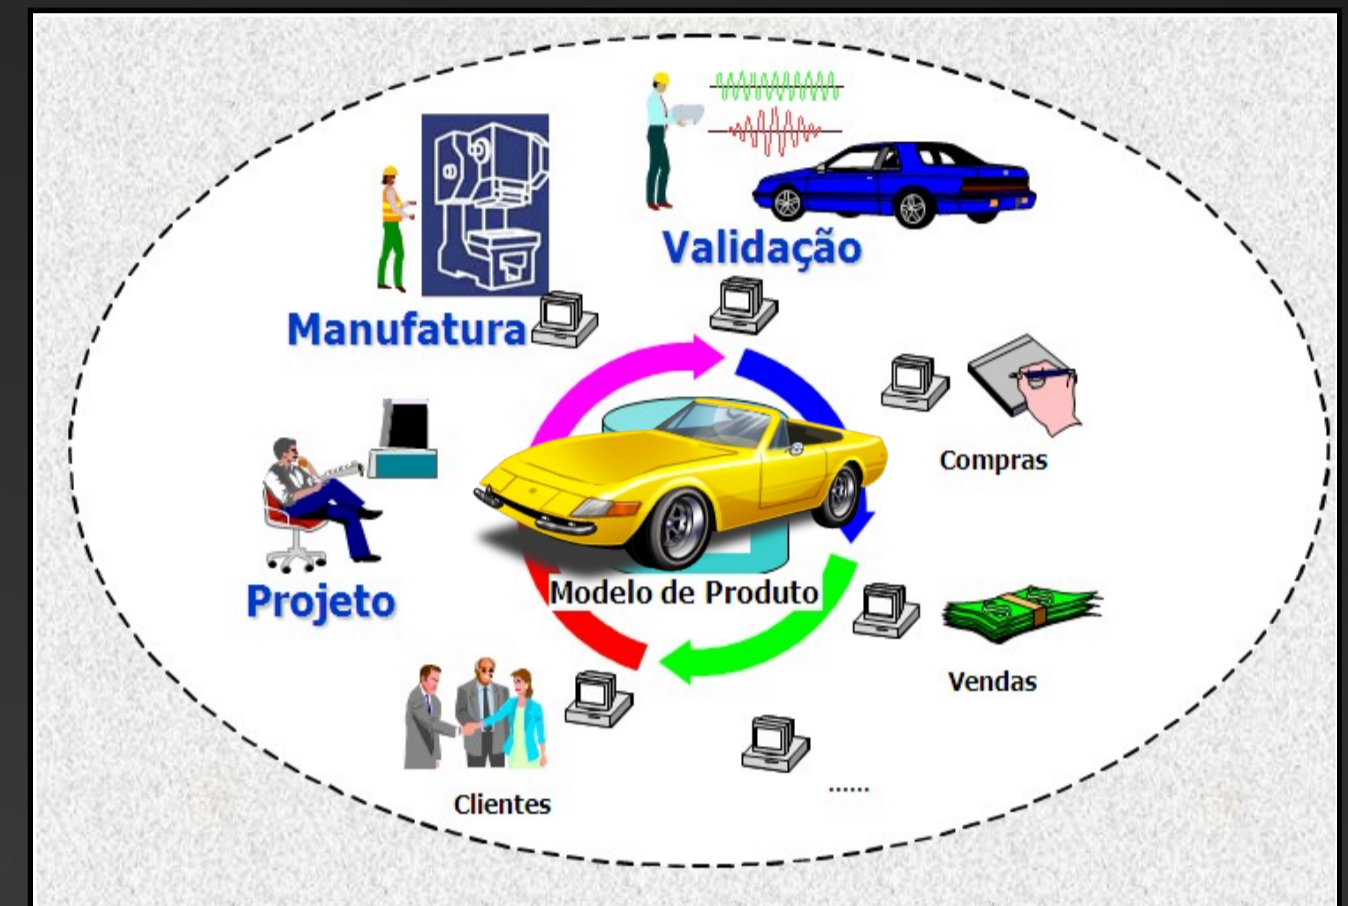 Validação
Manufatura
Compras
Modelo de Produto
Projeto
Vendas
Clientes
......